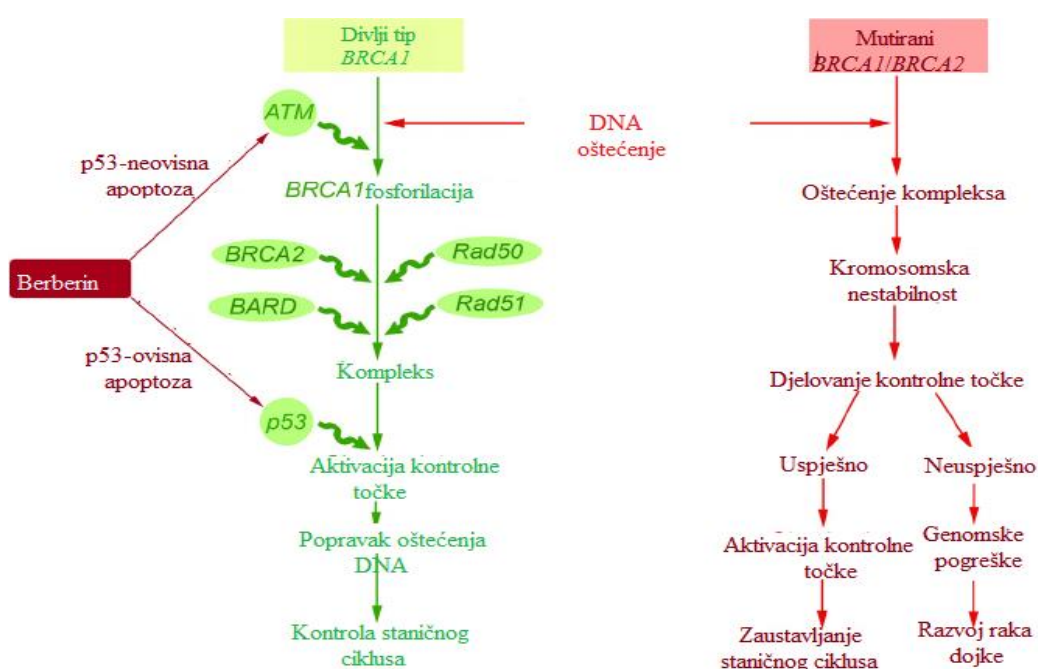 Divlji tip
BRCA1
Mutirani
BRCA1/BRCA2
ATM
DNA
oštećenje
p53-neovisna
apoptoza
BRCA1 fosforilacija
Oštećenje kompleksa
BRCA2
Rad50
Berberin
Kromosomska
nestabilnost
BARD
Rad51
p53-ovisna
apoptoza
Kompleks
Djelovanje kontrolne točke
p53
Aktivacija kontrolne
točke
Uspješno
Neuspješno
Popravak oštećenja
DNA
Aktivacija kontrolne
točke
Genomske
pogreške
Kontrola staničnog
ciklusa
Zaustavljanje
staničnog ciklusa
Razvoj raka
dojke